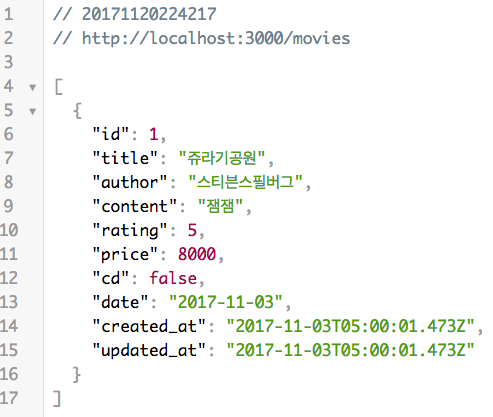 1 // 20171120224217
2 // http://localhost:3000/movies
3
4 ▼ [
5 ▼ {
6 "id": 1,
7 "title": "쥬라기공원",
8 "author": "스티븐스필버그",
9 "content": "잼잼",
10 "rating": 5,
11 "price": 8000,
12 "cd": false,
13 "date": "2017-11-03",
14 "created_at": "2017-11-03T05:00:01.473Z",
15 "updated_at": "2017-11-03T05:00:01.473Z"
16 }
17 ]